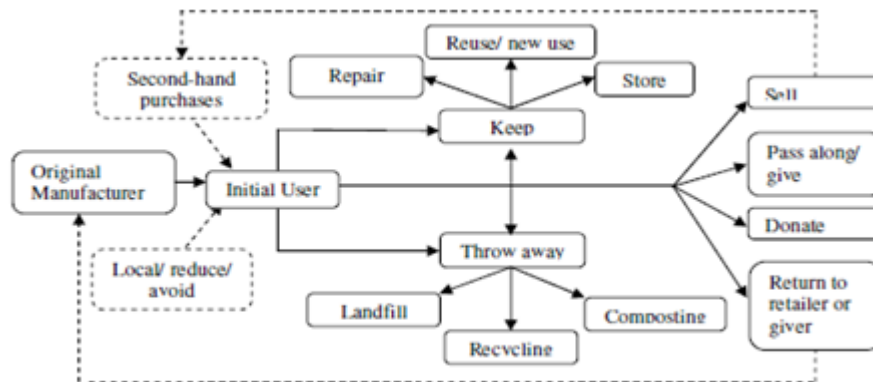 Reuse/ new use
Second-hand
purchases
Repair
Store
Sell
Keep
Original
Manufacturer
Initial User
Pass along/
give
Donate
Throw away
Local/ reduce/
avoid
Landfill
Composting
Return to
retailer or
giver
Recycling